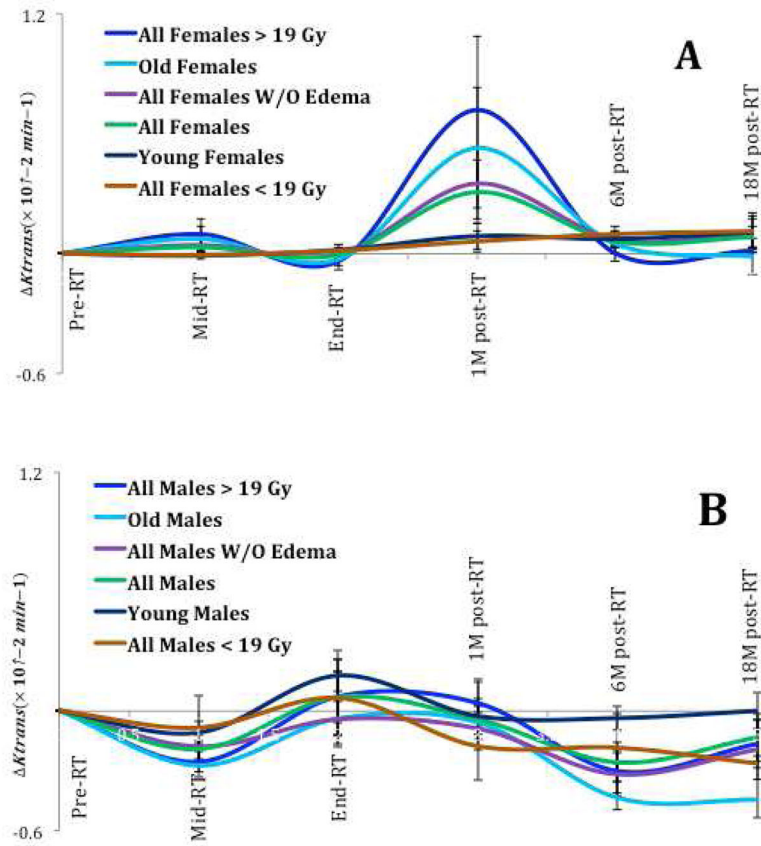 1.2
All Females > 19 Gy
Old Females
All Females W/O Edema
All Females
Young Females
All Females < 19 Gy
A
ΔKtrans(× 10↑−2 min−1)
Pre-RT
Mid-RT
End-RT
1M post-RT
6M post-RT
18M post-RT
-0.6
1.2
All Males > 19 Gy
Old Males
All Males W/O Edema
All Males
Young Males
All Males < 19 Gy
B
ΔKtrans(× 10↑−2 min−1)
0.5
1.5
Pre-RT
Mid-RT
End-RT
1M post-RT
6M post-RT
18M post-RT
-0.6